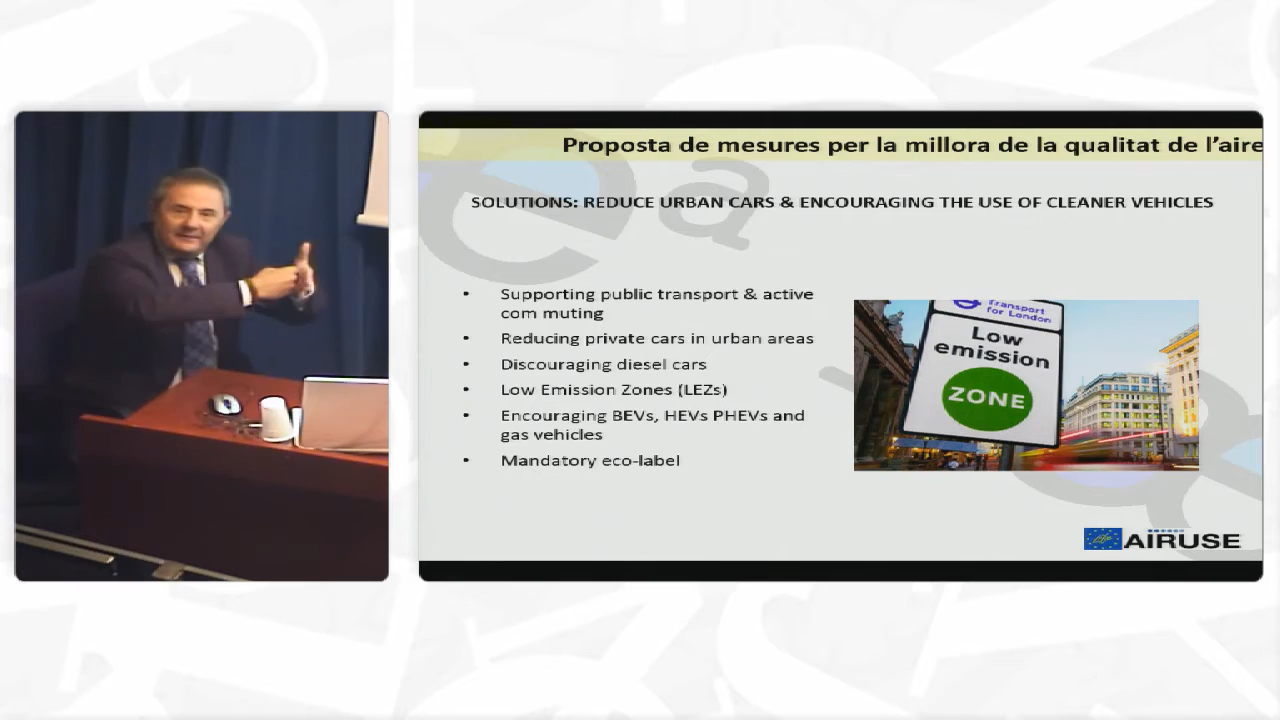 Proposta de mesures per la millora de la qualitat de l'aire
SOLUTIONS: REDUCE URBAN CARS & ENCOURAGING THE USE OF CLEANER VEHICLES
• Supporting public transport & active
com muting
• Reducing private cars in urban areas
• Discouraging diesel cars
• Low Emission Zones (LEZs)
• Encouraging BEVs, HEVs PHEVs and
gas vehicles
• Mandatory eco-label
Transport
for London
Low
emission
ZONE
AIRUSE